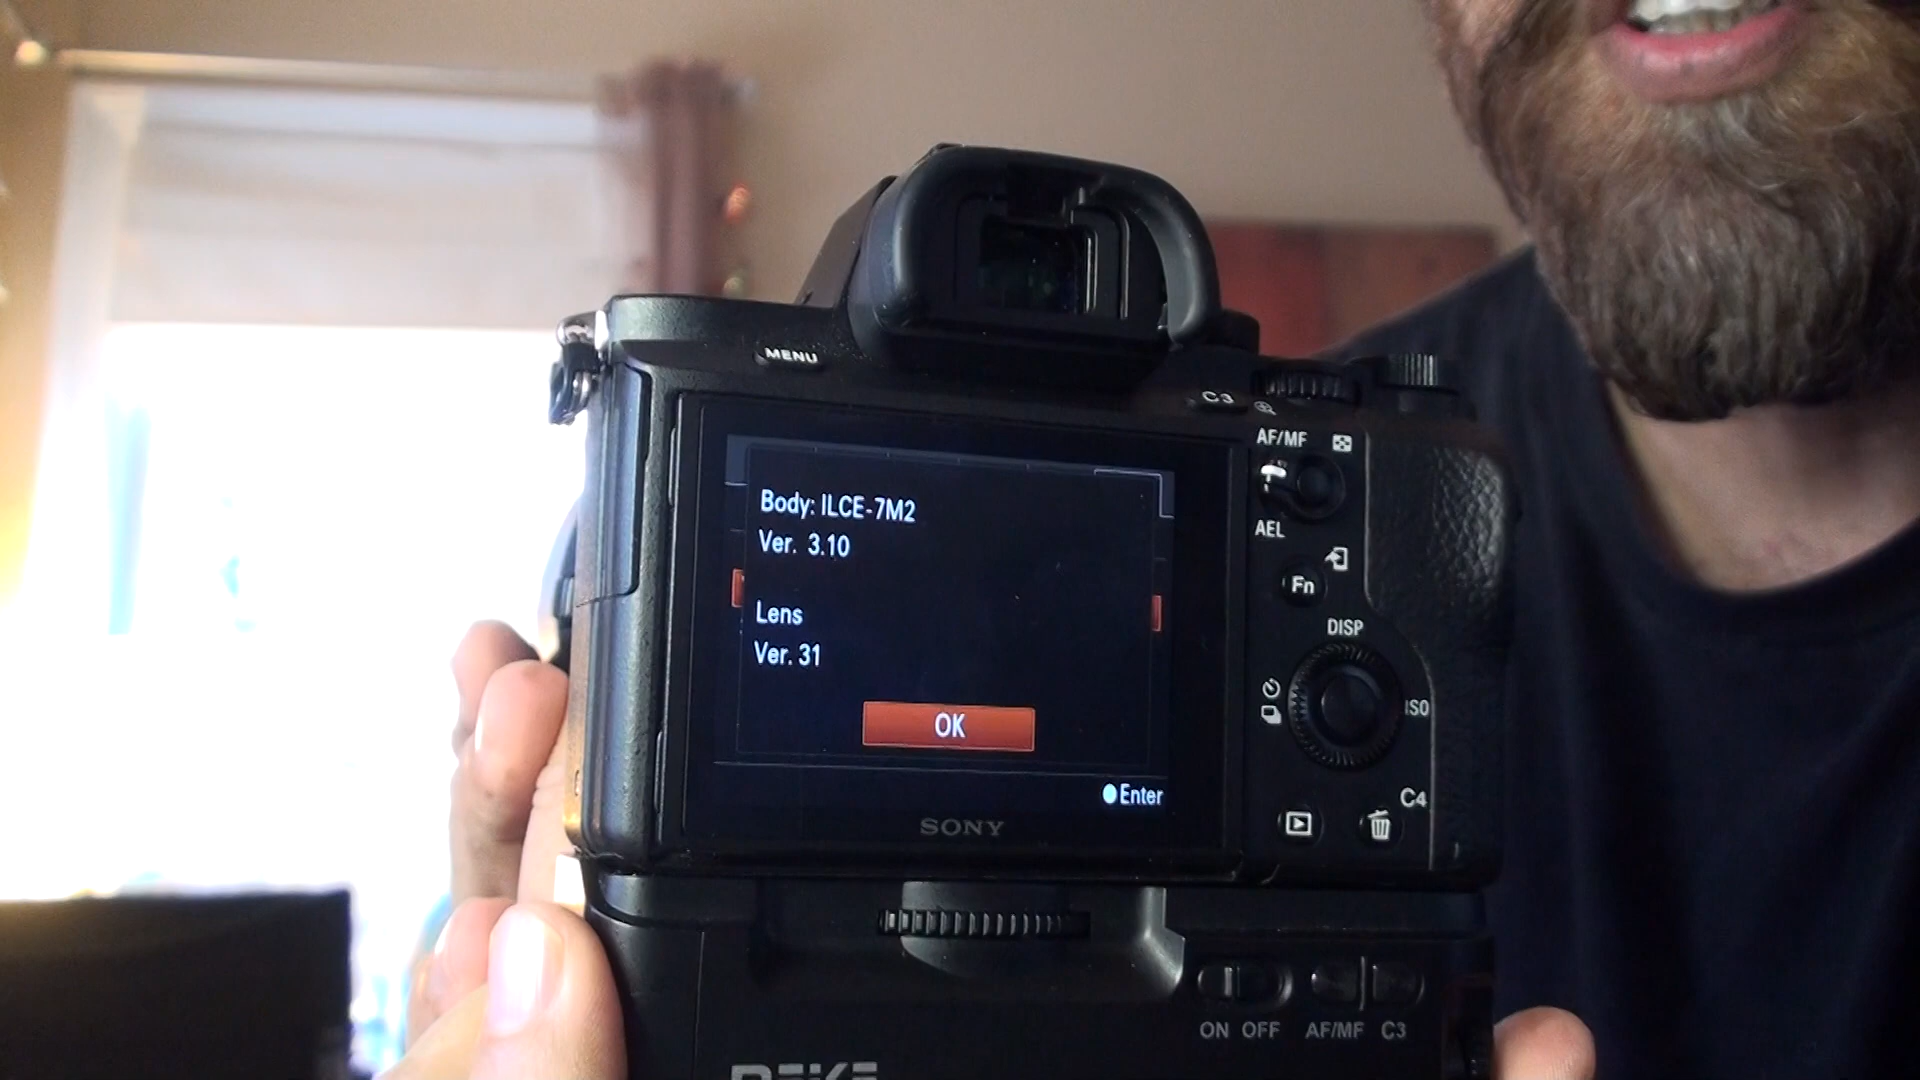 MENU
C3
AF/MF
Body: ILCE-7M2
Ver. 3.10
AEL
Fn
Lens
DISP
Ver. 31
ISO
OK
Enter
C4
SONY
ON OFF AF/MF C3